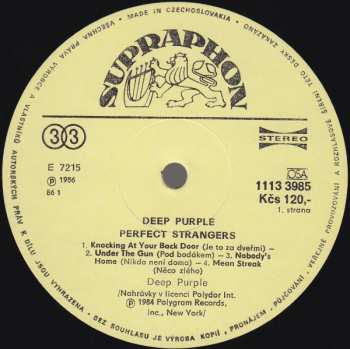 MADE IN CZECHOSLOVAKIA
VŠECHNA PRÁVA VÝROBCE A VLASTNÍKŮ AUTORSKÝCH PRÁV K DÍLU JSOU VYHRAZENA – BEZ SOUHLASU JE VÝROBA KOPIÍ, PRONÁJEM, PŮJČOVÁNÍ, VEŘEJNÉ PROVOZOVÁNÍ A ROZHLASOVÉ ŠÍŘENÍ TÉTO DESKY ZAKÁZÁNO
SUPRAPHON
33
STEREO
E 7215
OSA
℗ 1986
1113 3985
86 1
Kčs 120,-
1. strana
DEEP PURPLE
PERFECT STRANGERS
1. Knocking At Your Back Door (Je to za dveřmi) –
2. Under The Gun (Pod bodákem) – 3. Nobody's
Home (Nikdo není doma) – 4. Mean Streak
(Něco zlého)
Deep Purple
/Nahrávky v licenci Polydor Int.
℗ 1984 Polygram Records,
Inc., New York/